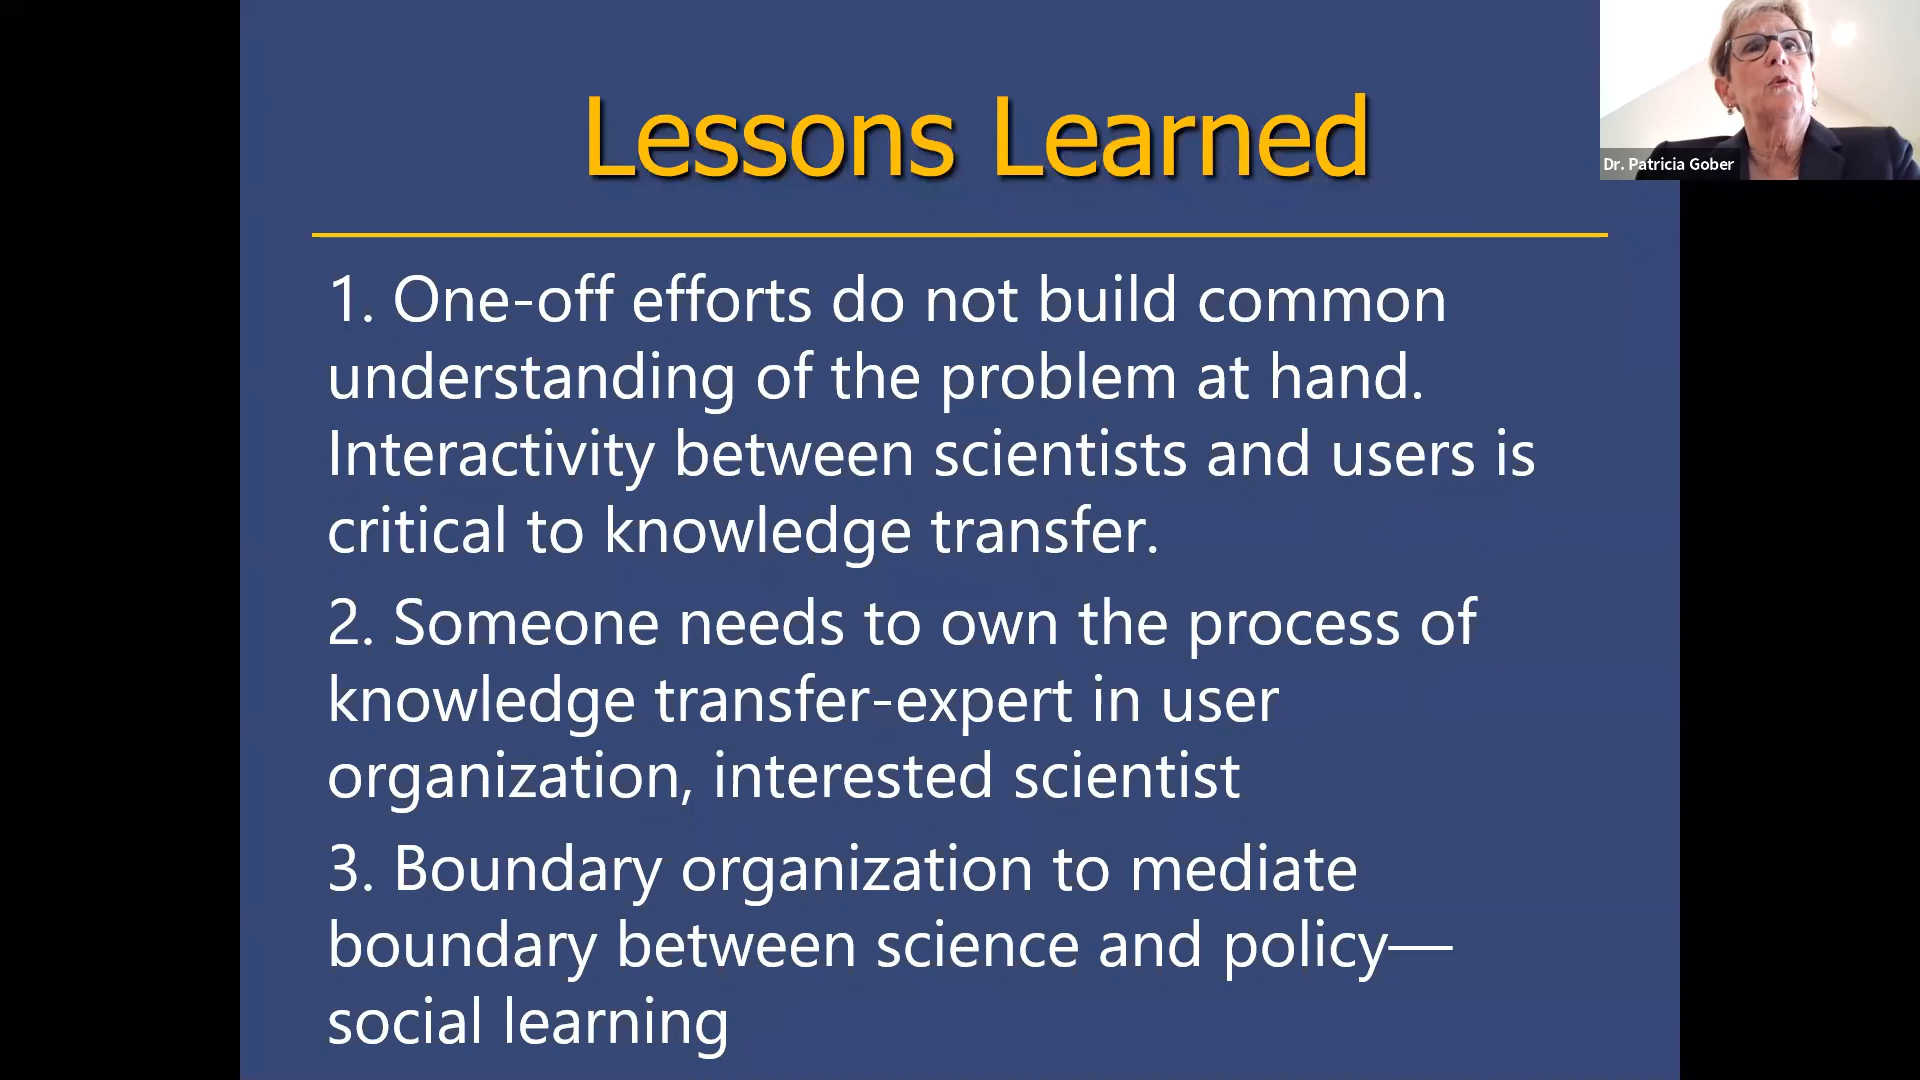 Lessons Learned
Dr. Patricia Gober
1. One-off efforts do not build common
understanding of the problem at hand.
Interactivity between scientists and users is
critical to knowledge transfer.
2. Someone needs to own the process of
knowledge transfer-expert in user
organization, interested scientist
3. Boundary organization to mediate
boundary between science and policy—
social learning